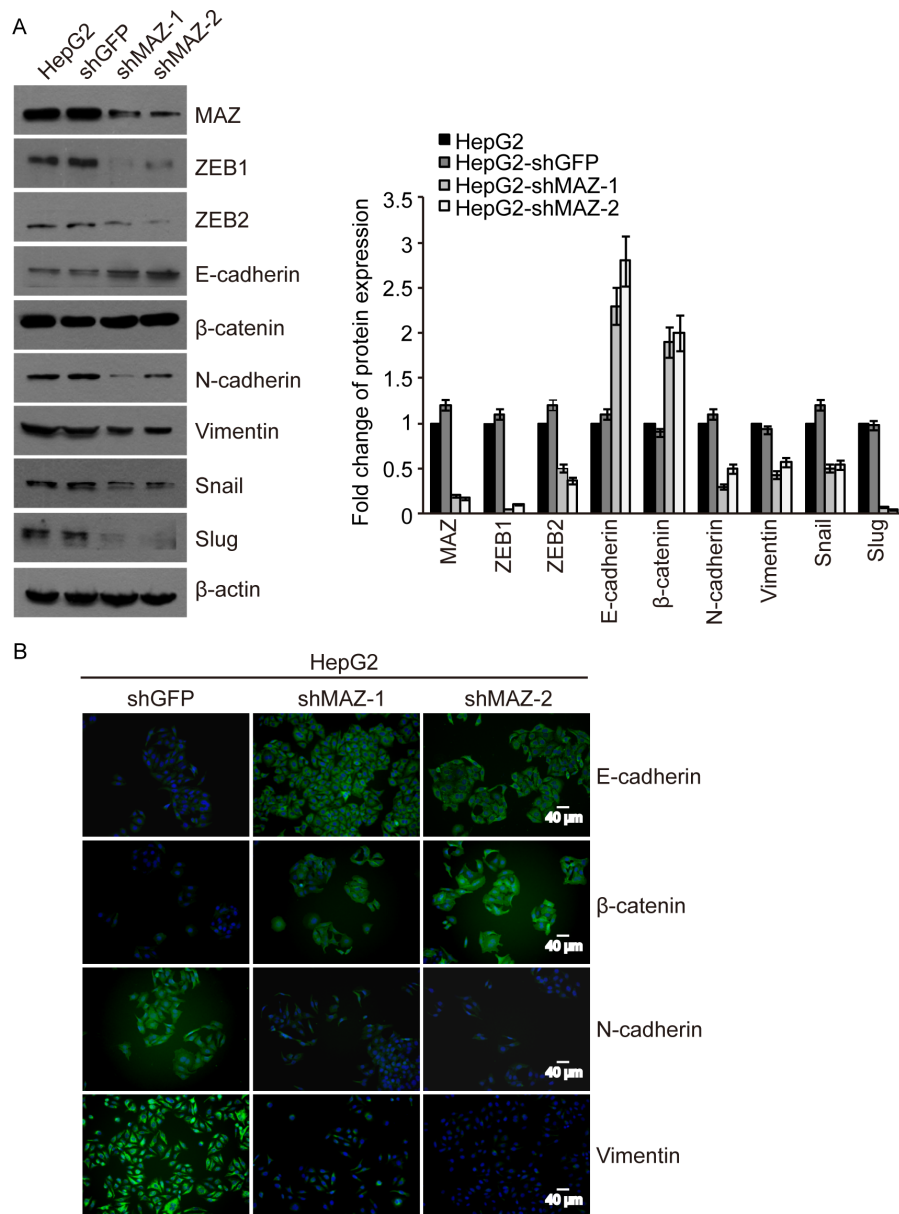 A
HepG2
shGFP
shMAZ-1
shMAZ-2
MAZ
ZEB1
ZEB2
E-cadherin
β-catenin
N-cadherin
Vimentin
Snail
Slug
β-actin
HepG2
HepG2-shGFP
HepG2-shMAZ-1
HepG2-shMAZ-2
Fold change of protein expression
3.5
3
2.5
2
1.5
1
0.5
0
MAZ
ZEB1
ZEB2
E-cadherin
β-catenin
N-cadherin
Vimentin
Snail
Slug
B
HepG2
shGFP
shMAZ-1
shMAZ-2
40 μm
E-cadherin
40 μm
β-catenin
40 μm
N-cadherin
40 μm
Vimentin